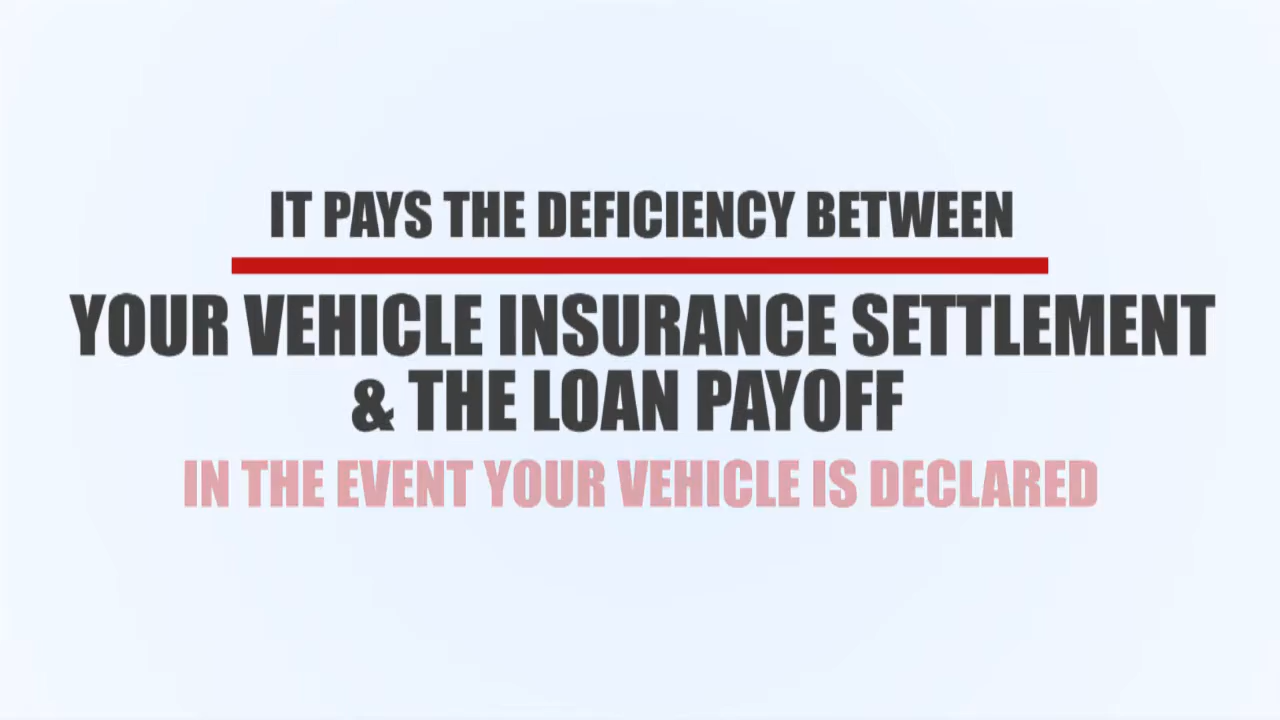 IT PAYS THE DEFICIENCY BETWEEN
YOUR VEHICLE INSURANCE SETTLEMENT
& THE LOAN PAYOFF
IN THE EVENT YOUR VEHICLE IS DECLARED